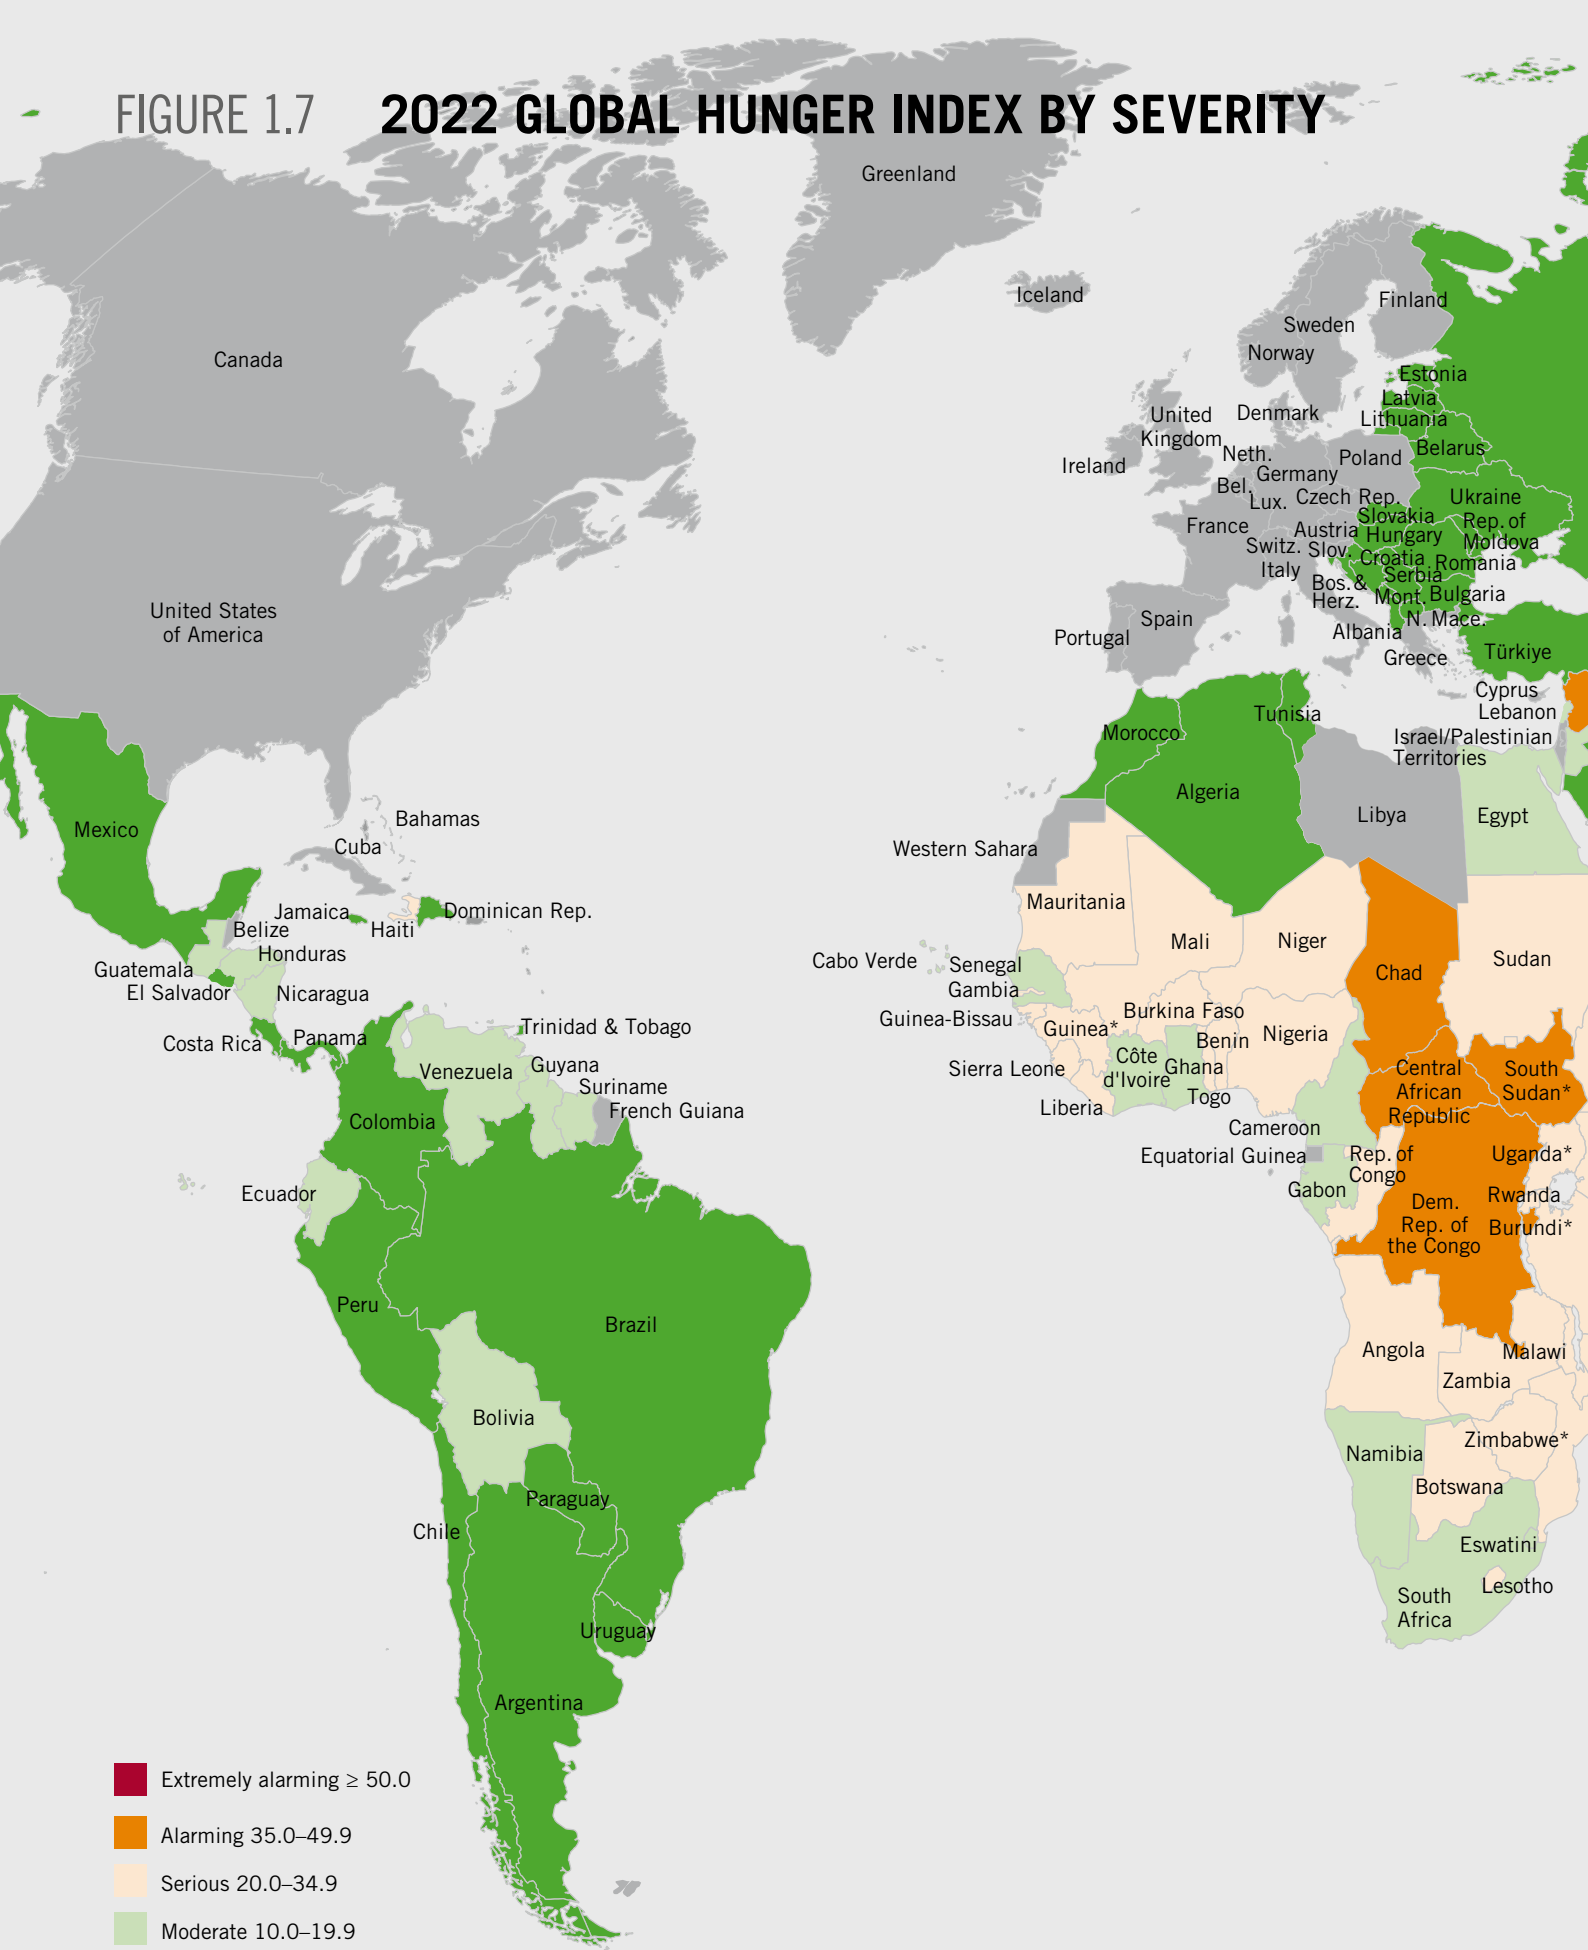 FIGURE 1.7 2022 GLOBAL HUNGER INDEX BY SEVERITY
Greenland
Iceland
Finland
Sweden
Norway
Canada
Estonia
Latvia
Lithuania
United
Kingdom
Denmark
Belarus
Ireland
Neth.
Poland
Germany
Bel.
Lux.
Czech Rep.
Ukraine
Slovakia
France
Austria
Hungary
Rep. of
Moldova
Switz.
Slov.
Croatia
Romania
Italy
Serbia
Bos. &
Herz.
Mont.
Bulgaria
United States
of America
Spain
N. Mace.
Portugal
Albania
Greece
Türkiye
Cyprus
Lebanon
Tunisia
Morocco
Israel/Palestinian
Territories
Algeria
Libya
Egypt
Mexico
Bahamas
Cuba
Western Sahara
Mauritania
Jamaica
Dominican Rep.
Belize
Haiti
Honduras
Mali
Niger
Sudan
Cabo Verde
Senegal
Chad
Guatemala
El Salvador
Nicaragua
Gambia
Burkina Faso
Guinea-Bissau
Guinea*
Trinidad & Tobago
Costa Rica
Panama
Benin
Nigeria
Venezuela
Guyana
Sierra Leone
Côte
d'Ivoire
Ghana
Central
African
Republic
South
Sudan*
Suriname
French Guiana
Togo
Liberia
Colombia
Cameroon
Equatorial Guinea
Rep. of
Congo
Uganda*
Ecuador
Gabon
Dem.
Rep. of
the Congo
Rwanda
Burundi*
Peru
Brazil
Angola
Malawi
Zambia
Bolivia
Zimbabwe*
Namibia
Botswana
Paraguay
Chile
Eswatini
Lesotho
South
Africa
Uruguay
Argentina
Extremely alarming ≥ 50.0
Alarming 35.0–49.9
Serious 20.0–34.9
Moderate 10.0–19.9